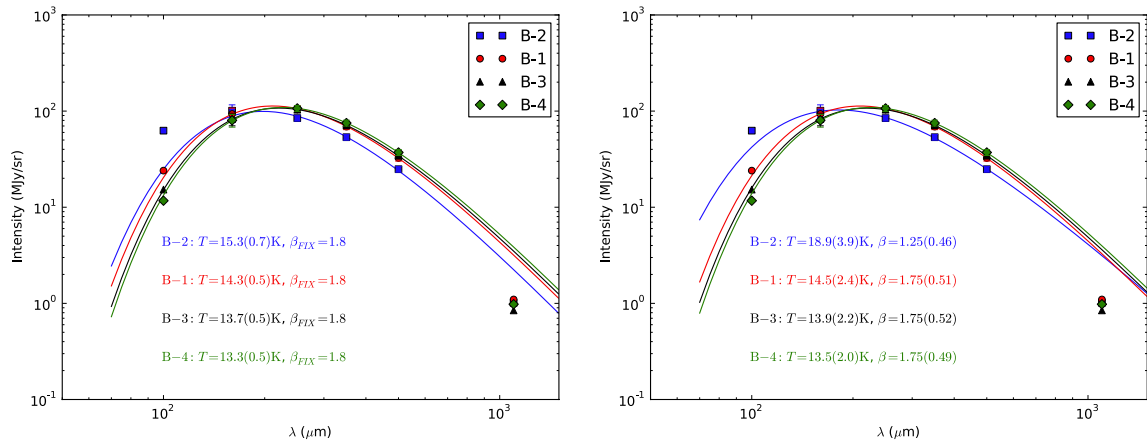 10³
10²
10¹
10⁰
10⁻¹
Intensity (MJy/sr)
B-2
B-1
B-3
B-4
B−2: T=15.3(0.7)K, β_FIX=1.8
B−1: T=14.3(0.5)K, β_FIX=1.8
B−3: T=13.7(0.5)K, β_FIX=1.8
B−4: T=13.3(0.5)K, β_FIX=1.8
10²
10³
λ (μm)
10³
10²
10¹
10⁰
10⁻¹
Intensity (MJy/sr)
B-2
B-1
B-3
B-4
B−2: T=18.9(3.9)K, β=1.25(0.46)
B−1: T=14.5(2.4)K, β=1.75(0.51)
B−3: T=13.9(2.2)K, β=1.75(0.52)
B−4: T=13.5(2.0)K, β=1.75(0.49)
10²
10³
λ (μm)